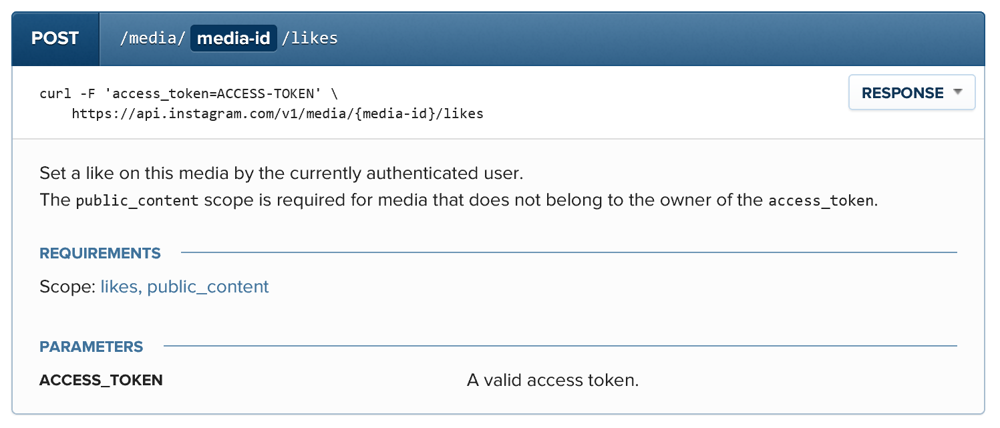 POST /media/ media-id /likes
curl -F 'access_token=ACCESS-TOKEN' \
RESPONSE
https://api.instagram.com/v1/media/{media-id}/likes
Set a like on this media by the currently authenticated user.
The public_content scope is required for media that does not belong to the owner of the access_token.
REQUIREMENTS
Scope: likes, public_content
PARAMETERS
ACCESS_TOKEN A valid access token.